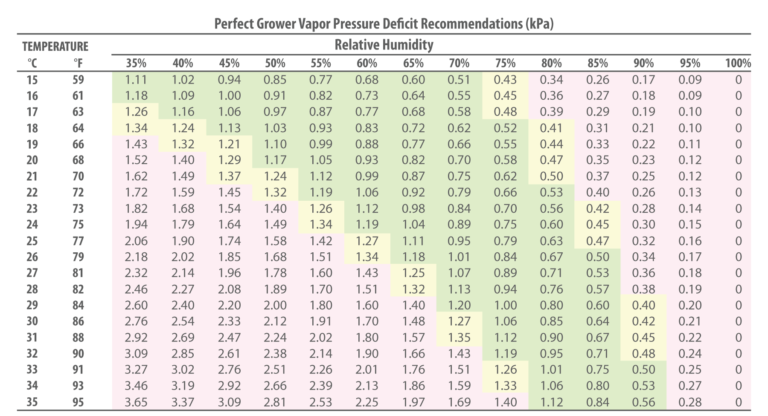 Perfect Grower Vapor Pressure Deficit Recommendations (kPa)
TEMPERATURE Relative Humidity
°C °F 35% 40% 45% 50% 55% 60% 65% 70% 75% 80% 85% 90% 95% 100%
15 59 1.11 1.02 0.94 0.85 0.77 0.68 0.60 0.51 0.43 0.34 0.26 0.17 0.09 0
16 61 1.18 1.09 1.00 0.91 0.82 0.73 0.64 0.55 0.45 0.36 0.27 0.18 0.09 0
17 63 1.26 1.16 1.06 0.97 0.87 0.77 0.68 0.58 0.48 0.39 0.29 0.19 0.10 0
18 64 1.34 1.24 1.13 1.03 0.93 0.83 0.72 0.62 0.52 0.41 0.31 0.21 0.10 0
19 66 1.43 1.32 1.21 1.10 0.99 0.88 0.77 0.66 0.55 0.44 0.33 0.22 0.11 0
20 68 1.52 1.40 1.29 1.17 1.05 0.93 0.82 0.70 0.58 0.47 0.35 0.23 0.12 0
21 70 1.62 1.49 1.37 1.24 1.12 0.99 0.87 0.75 0.62 0.50 0.37 0.25 0.12 0
22 72 1.72 1.59 1.45 1.32 1.19 1.06 0.92 0.79 0.66 0.53 0.40 0.26 0.13 0
23 73 1.82 1.68 1.54 1.40 1.26 1.12 0.98 0.84 0.70 0.56 0.42 0.28 0.14 0
24 75 1.94 1.79 1.64 1.49 1.34 1.19 1.04 0.89 0.75 0.60 0.45 0.30 0.15 0
25 77 2.06 1.90 1.74 1.58 1.42 1.27 1.11 0.95 0.79 0.63 0.47 0.32 0.16 0
26 79 2.18 2.02 1.85 1.68 1.51 1.34 1.18 1.01 0.84 0.67 0.50 0.34 0.17 0
27 81 2.32 2.14 1.96 1.78 1.60 1.43 1.25 1.07 0.89 0.71 0.53 0.36 0.18 0
28 82 2.46 2.27 2.08 1.89 1.70 1.51 1.32 1.13 0.94 0.76 0.57 0.38 0.19 0
29 84 2.60 2.40 2.20 2.00 1.80 1.60 1.40 1.20 1.00 0.80 0.60 0.40 0.20 0
30 86 2.76 2.54 2.33 2.12 1.91 1.70 1.48 1.27 1.06 0.85 0.64 0.42 0.21 0
31 88 2.92 2.69 2.47 2.24 2.02 1.80 1.57 1.35 1.12 0.90 0.67 0.45 0.22 0
32 90 3.09 2.85 2.61 2.38 2.14 1.90 1.66 1.43 1.19 0.95 0.71 0.48 0.24 0
33 91 3.27 3.02 2.76 2.51 2.26 2.01 1.76 1.51 1.26 1.01 0.75 0.50 0.25 0
34 93 3.46 3.19 2.92 2.66 2.39 2.13 1.86 1.59 1.33 1.06 0.80 0.53 0.27 0
35 95 3.65 3.37 3.09 2.81 2.53 2.25 1.97 1.69 1.40 1.12 0.84 0.56 0.28 0